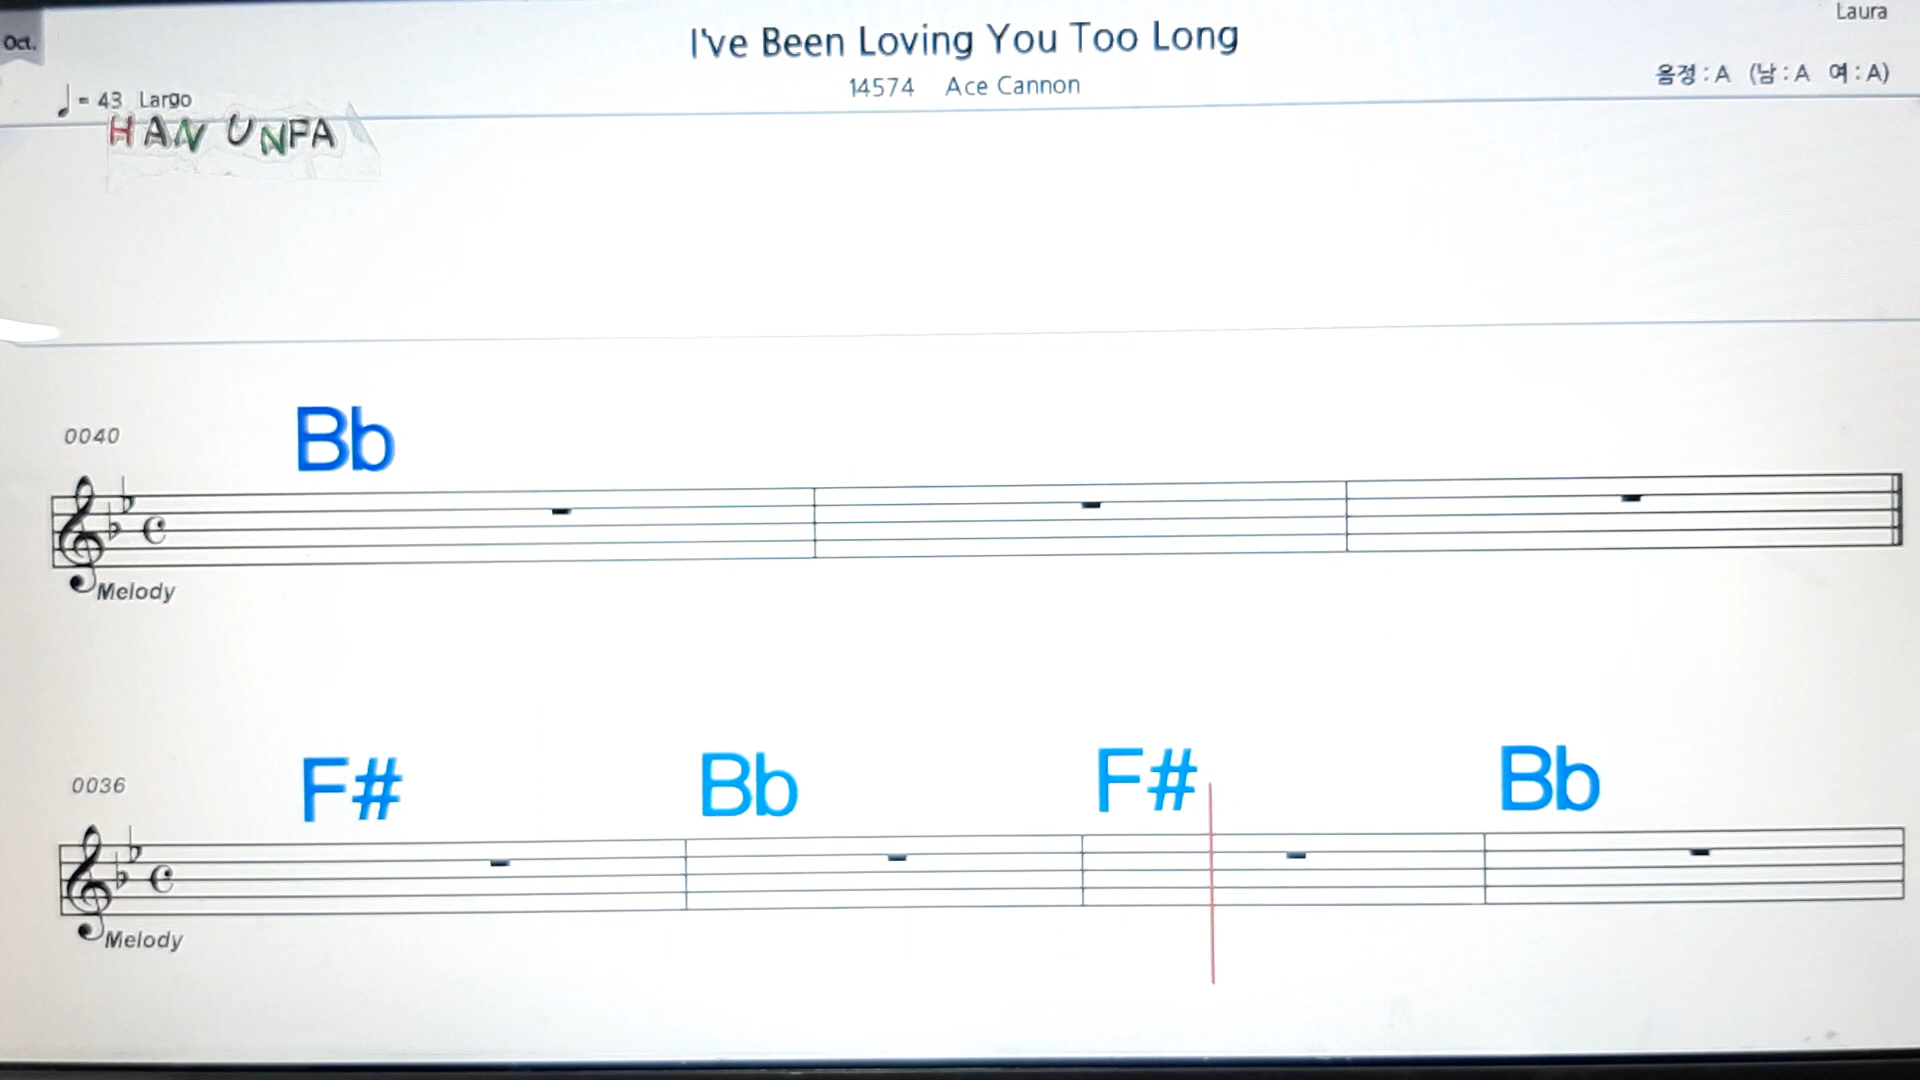 Laura
Oct.
I've Been Loving You Too Long
14574 Ace Cannon
음정 : A (남 : A 여 : A)
♩ = 43 Largo
HAN UNPA
0040
Bb
Melody
0036
F# Bb F# Bb
Melody